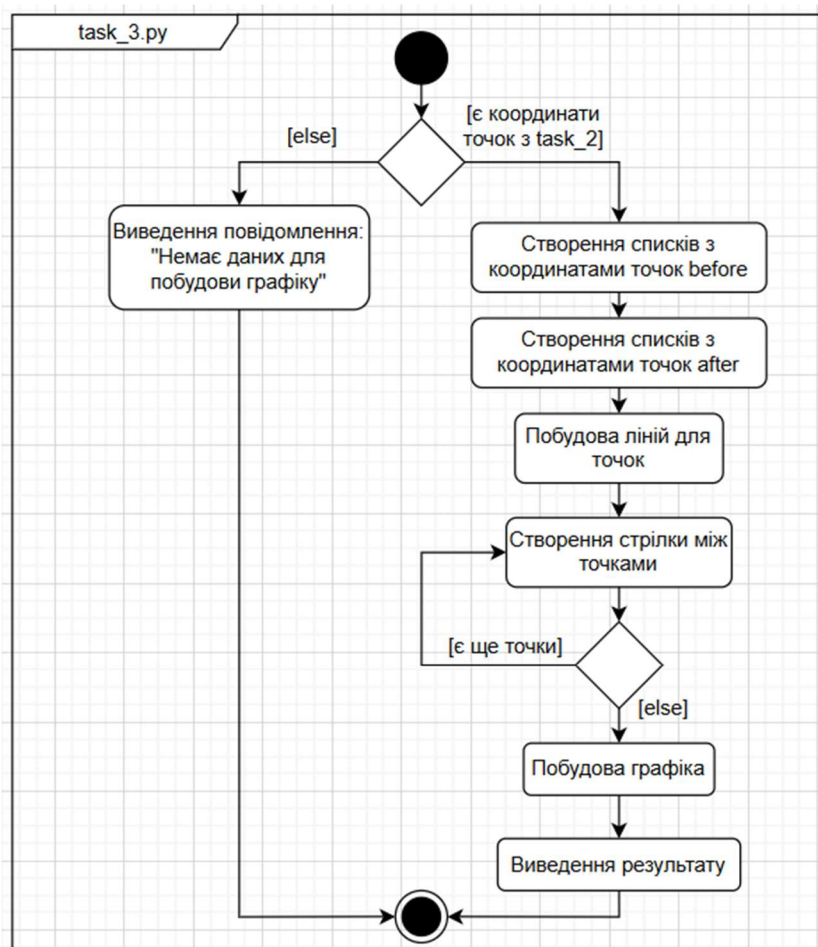 task_3.py
[є координати
точок з task_2]
[else]
Виведення повідомлення:
"Немає даних для
побудови графіку"
Створення списків з
координатами точок before
Створення списків з
координатами точок after
Побудова ліній для
точок
Створення стрілки між
точками
[є ще точки]
[else]
Побудова графіка
Виведення результату